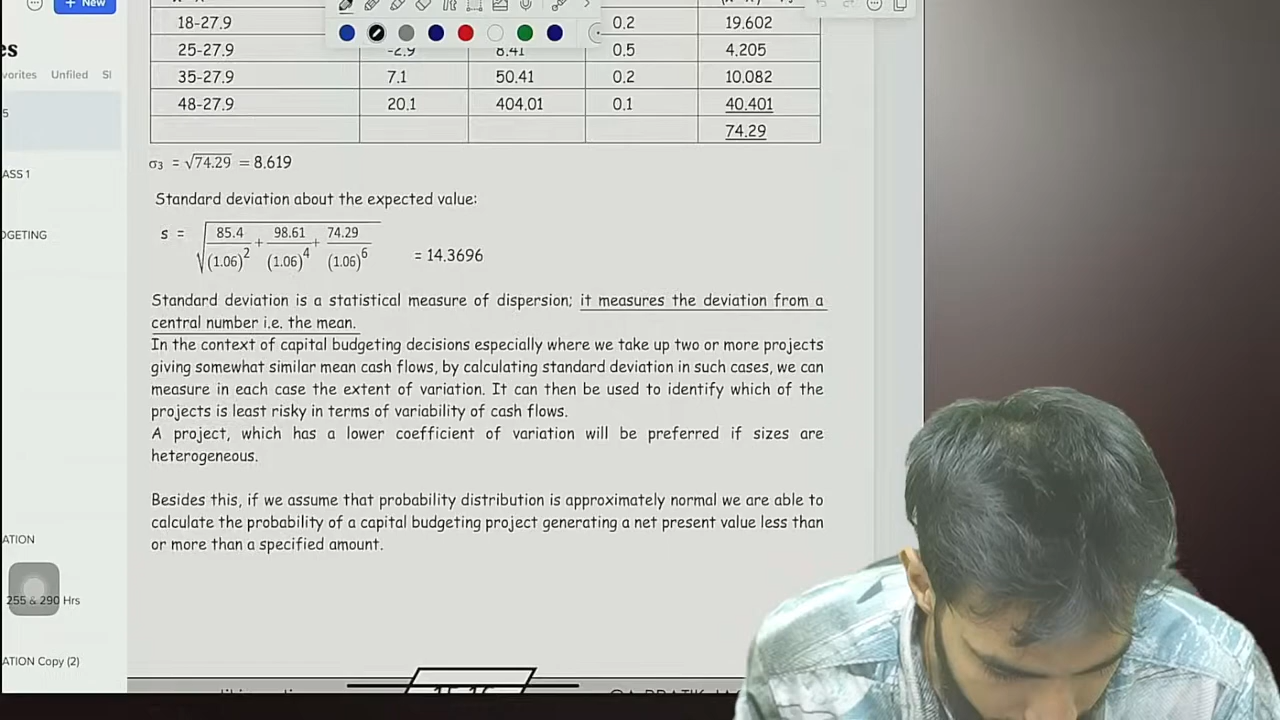 + New
es
vorites Unfiled Sl
5
ASS 1
DGETING
ATION
255 & 290 Hrs
ATION Copy (2)
18-27.9 0.2 19.602
25-27.9 -2.9 8.41 0.5 4.205
35-27.9 7.1 50.41 0.2 10.082
48-27.9 20.1 404.01 0.1 40.401
74.29
σ₃ = √74.29 = 8.619
Standard deviation about the expected value:
s = √ 85.4/(1.06)² + 98.61/(1.06)⁴ + 74.29/(1.06)⁶ = 14.3696
Standard deviation is a statistical measure of dispersion; it measures the deviation from a
central number i.e. the mean.
In the context of capital budgeting decisions especially where we take up two or more projects
giving somewhat similar mean cash flows, by calculating standard deviation in such cases, we can
measure in each case the extent of variation. It can then be used to identify which of the
projects is least risky in terms of variability of cash flows.
A project, which has a lower coefficient of variation will be preferred if sizes are
heterogeneous.
Besides this, if we assume that probability distribution is approximately normal we are able to
calculate the probability of a capital budgeting project generating a net present value less than
or more than a specified amount.